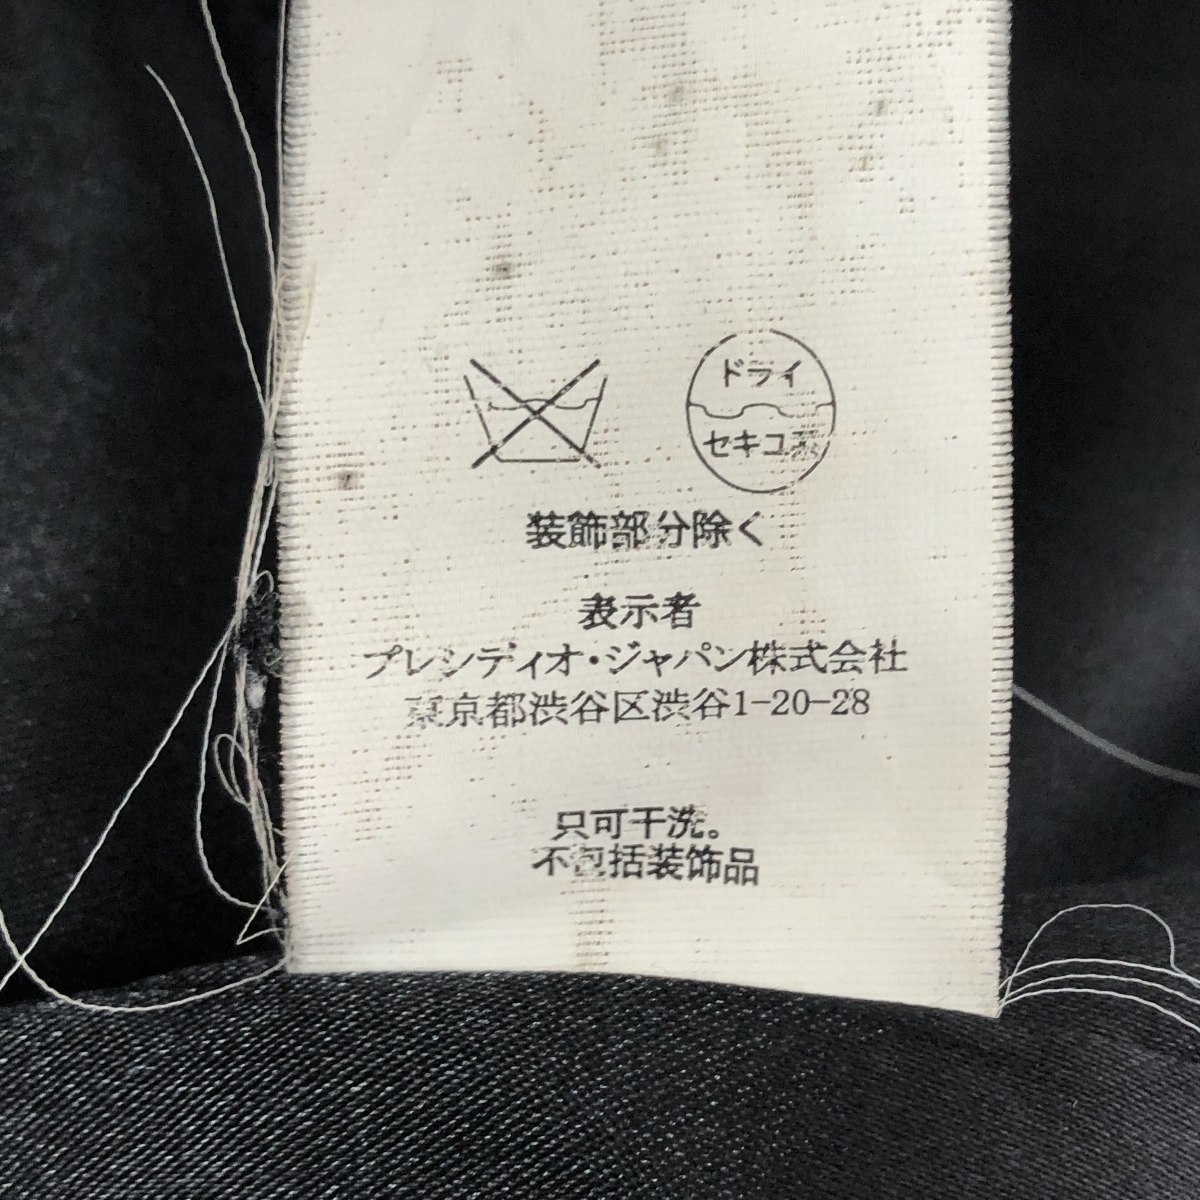 ドライ
セキユ系
装飾部分除く
表示者
プレシディオ・ジャパン株式会社
東京都渋谷区渋谷1-20-28
只可干洗。
不包括装饰品